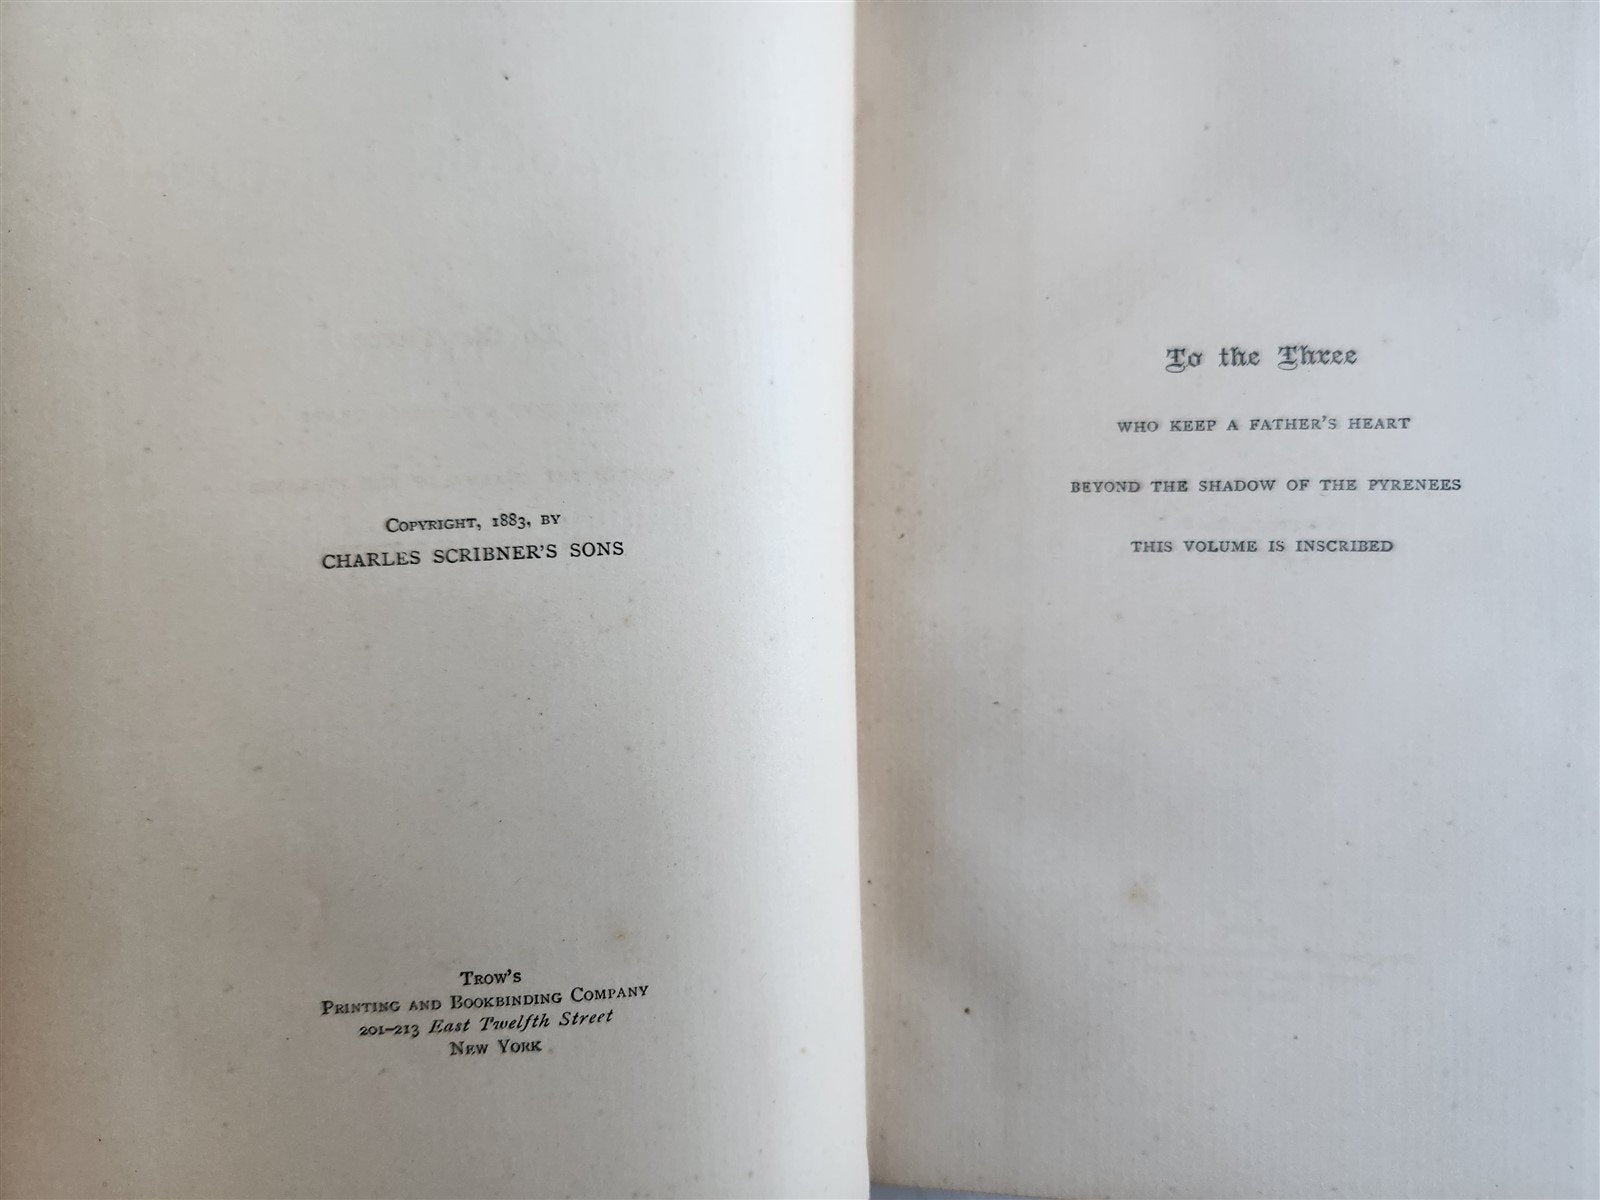 Copyright, 1883, by
CHARLES SCRIBNER'S SONS
Trow's
Printing and Bookbinding Company
201–213 East Twelfth Street
New York
To the Three
WHO KEEP A FATHER'S HEART
BEYOND THE SHADOW OF THE PYRENEES
THIS VOLUME IS INSCRIBED